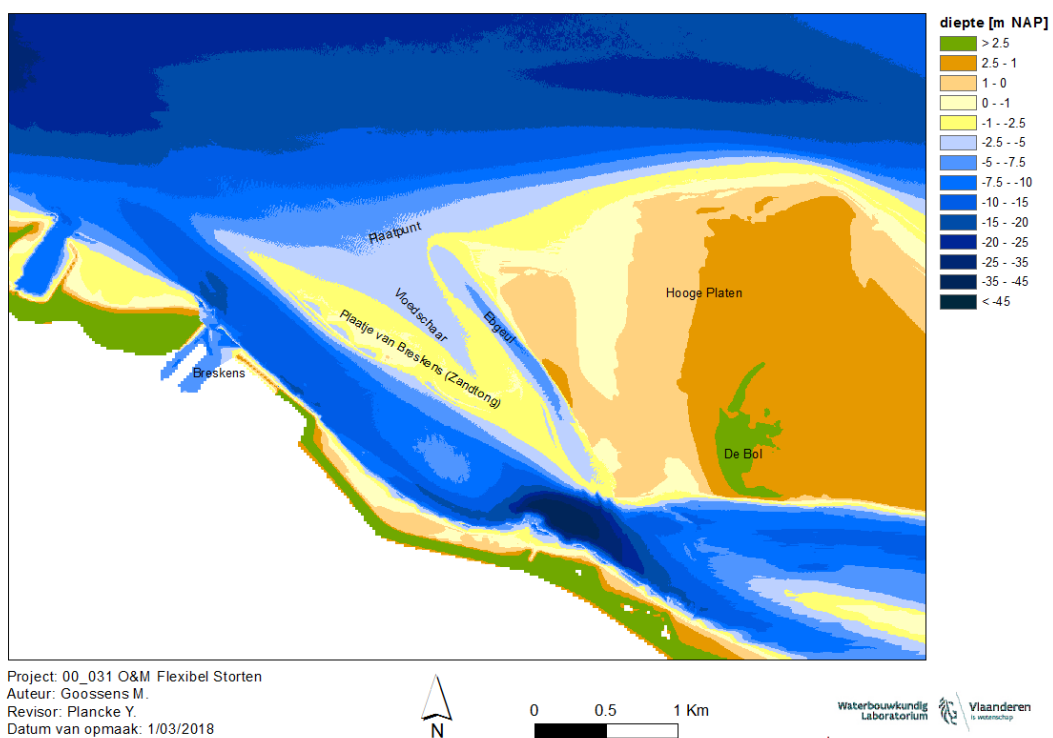 diepte [m NAP]
> 2.5
2.5 - 1
1 - 0
0 - -1
-1 - -2.5
-2.5 - -5
-5 - -7.5
-7.5 - -10
-10 - -15
-15 - -20
-20 - -25
-25 - -35
-35 - -45
< -45
Plaatpunt
Vloedschaar
Ebgeul
Hooge Platen
Plaatje van Breskens (Zandtong)
Breskens
De Bol
Project: 00_031 O&M Flexibel Storten
Auteur: Goossens M.
Revisor: Plancke Y.
Datum van opmaak: 1/03/2018
N
0 0.5 1 Km
Waterbouwkundig
Laboratorium
Vlaanderen
is wetenschap